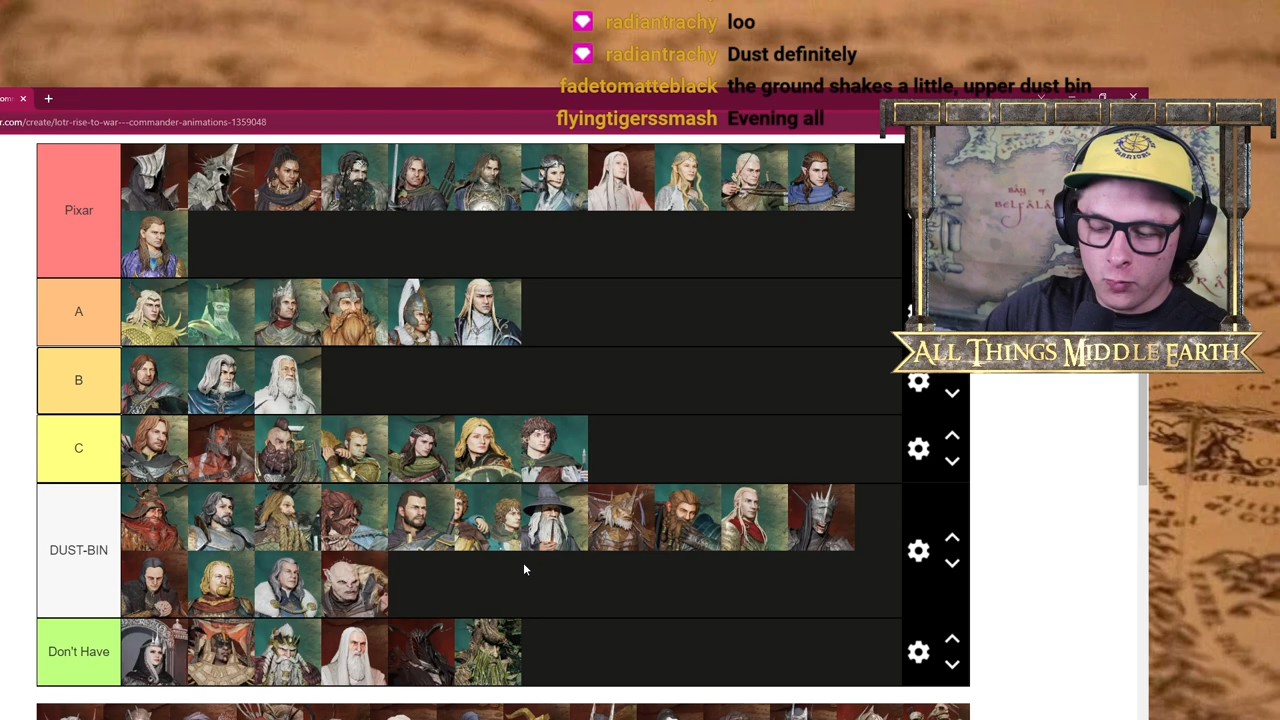 radiantrachy loo
radiantrachy Dust definitely
fadetomatteblack the ground shakes a little, upper dust bin
flyingtigerssmash Evening all
r.com/create/lotr-rise-to-war---commander-animations-1359048
Pixar
A
B
C
DUST-BIN
Don't Have
WARRIORS
BELFALAS
ALL THINGS MIDDLE EARTH